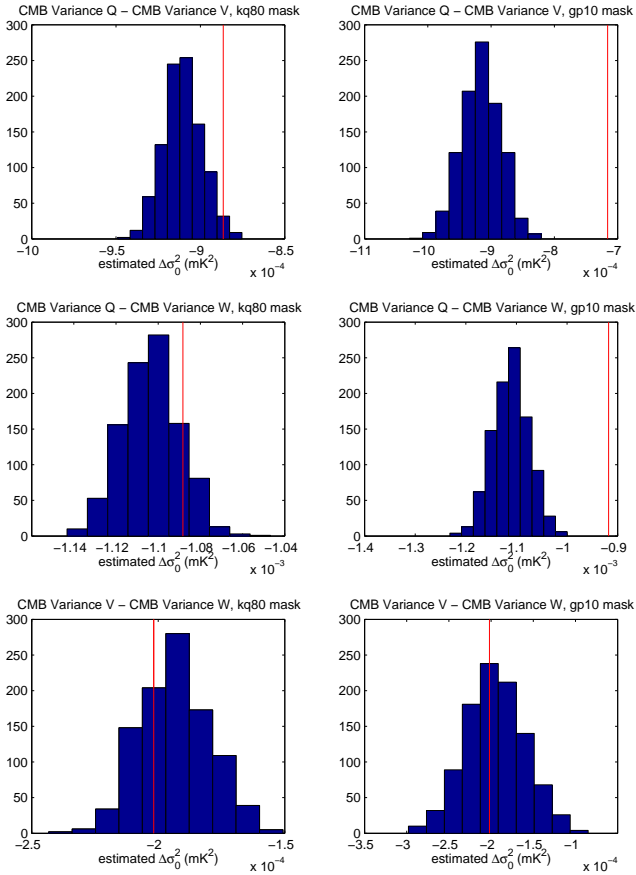 CMB Variance Q − CMB Variance V, kq80 mask
300
250
200
150
100
50
0
−10 −9.5 −9 −8.5
estimated Δσ₀² (mK²)
x 10⁻⁴
CMB Variance Q − CMB Variance V, gp10 mask
300
250
200
150
100
50
0
−11 −10 −9 −8 −7
estimated Δσ₀² (mK²)
x 10⁻⁴
CMB Variance Q − CMB Variance W, kq80 mask
300
250
200
150
100
50
0
−1.14 −1.12 −1.1 −1.08 −1.06 −1.04
estimated Δσ₀² (mK²)
x 10⁻³
CMB Variance Q − CMB Variance W, gp10 mask
300
250
200
150
100
50
0
−1.4 −1.3 −1.2 −1.1 −1 −0.9
estimated Δσ₀² (mK²)
x 10⁻³
CMB Variance V − CMB Variance W, kq80 mask
300
250
200
150
100
50
0
−2.5 −2 −1.5
estimated Δσ₀² (mK²)
x 10⁻⁴
CMB Variance V − CMB Variance W, gp10 mask
300
250
200
150
100
50
0
−3.5 −3 −2.5 −2 −1.5 −1
estimated Δσ₀² (mK²)
x 10⁻⁴